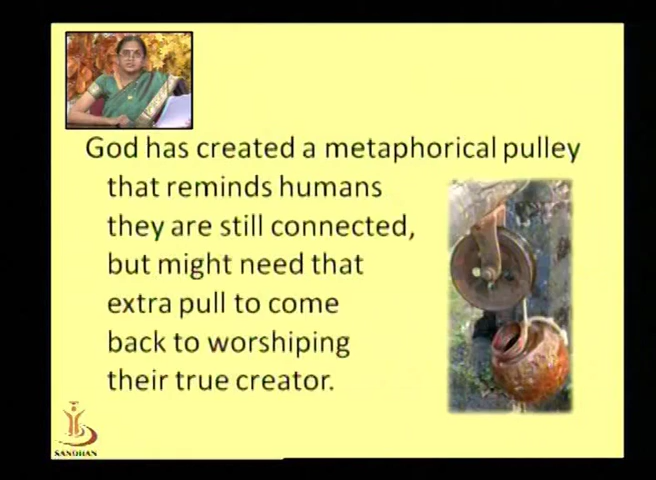 God has created a metaphorical pulley
that reminds humans
they are still connected,
but might need that
extra pull to come
back to worshiping
their true creator.
SANDHAN